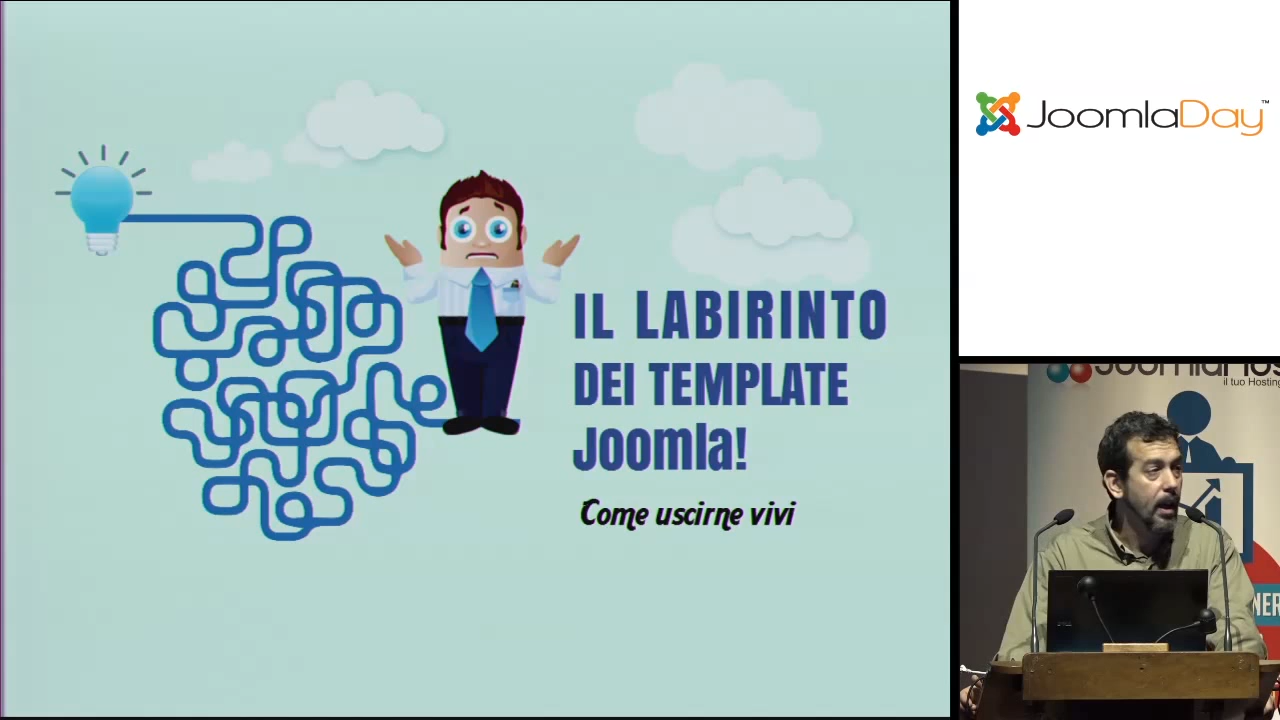 IL LABIRINTO
DEI TEMPLATE
Joomla!
Come uscirne vivi
JoomlaDay™
il tuo Hosting